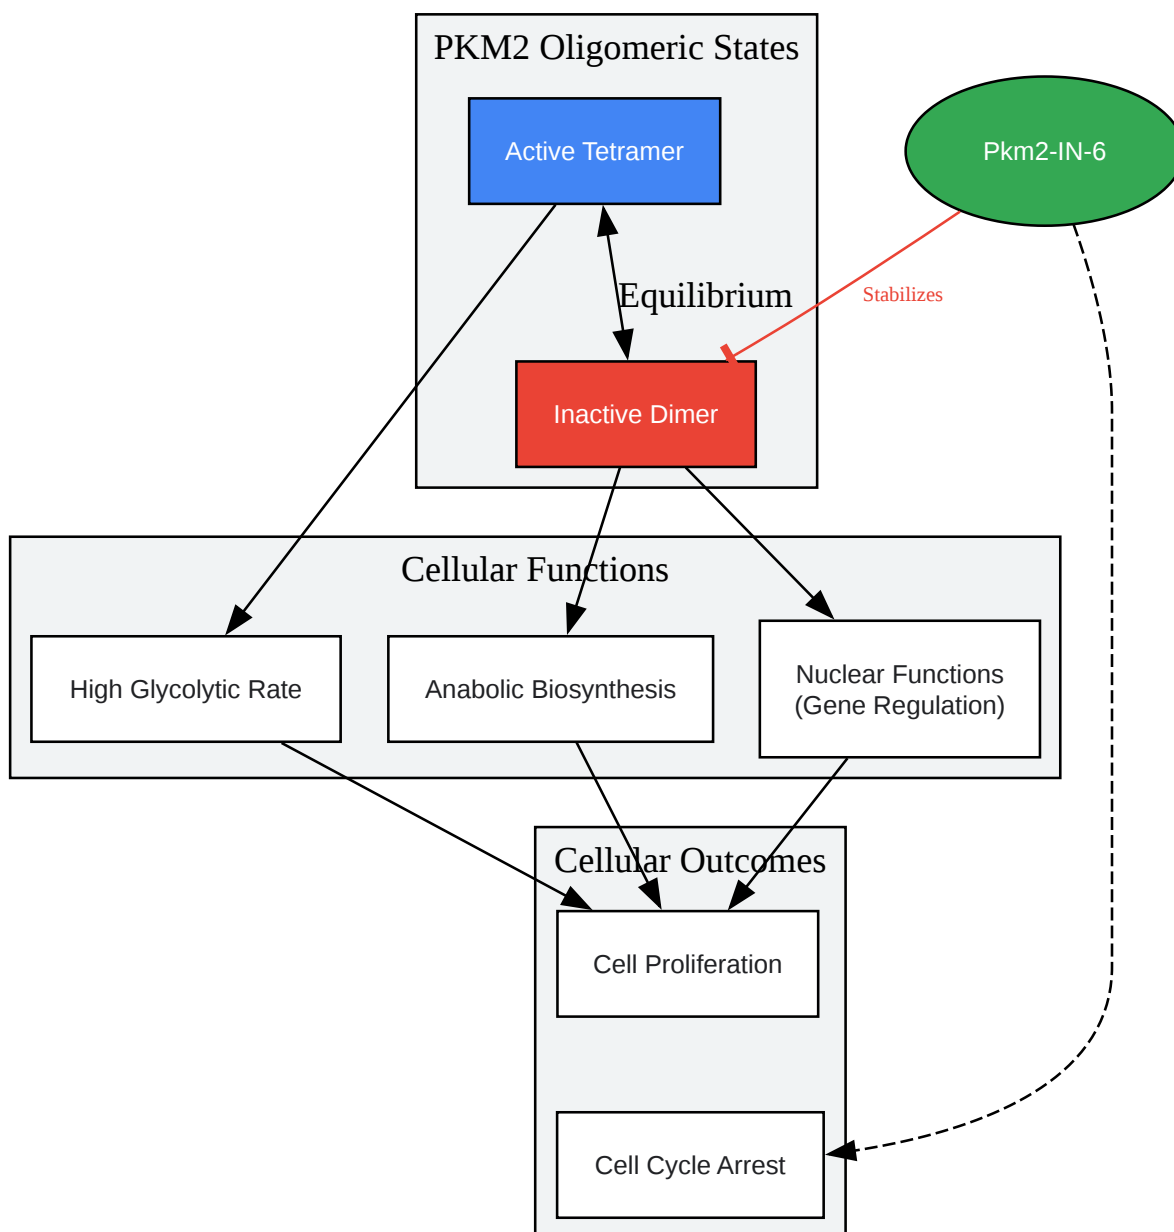 PKM2 Oligomeric States
Active Tetramer
Pkm2-IN-6
Equilibrium
Stabilizes
Inactive Dimer
Cellular Functions
High Glycolytic Rate
Anabolic Biosynthesis
Nuclear Functions
(Gene Regulation)
Cellular Outcomes
Cell Proliferation
Cell Cycle Arrest